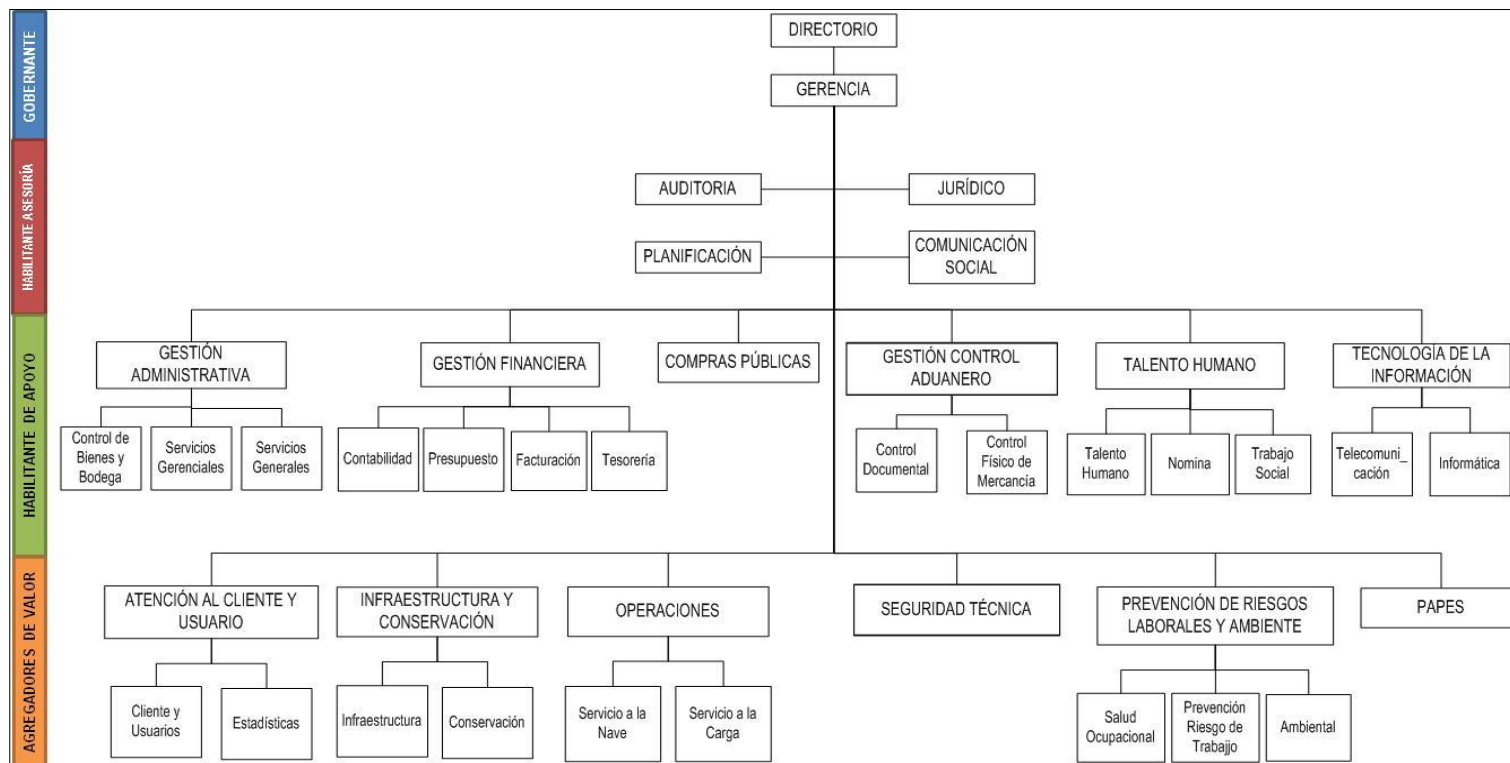 GOBERNANTE
DIRECTORIO
GERENCIA
HABILITANTE ASESORÍA
AUDITORIA
JURÍDICO
PLANIFICACIÓN
COMUNICACIÓN
SOCIAL
HABILITANTE DE APOYO
GESTIÓN
ADMINISTRATIVA
GESTIÓN FINANCIERA
COMPRAS PÚBLICAS
GESTIÓN CONTROL
ADUANERO
TALENTO HUMANO
TECNOLOGÍA DE LA
INFORMACIÓN
Control de
Bienes y
Bodega
Servicios
Gerenciales
Servicios
Generales
Contabilidad
Presupuesto
Facturación
Tesorería
Control
Documental
Control
Físico de
Mercancía
Talento
Humano
Nomina
Trabajo
Social
Telecomuni_
cación
Informática
AGREGADORES DE VALOR
ATENCIÓN AL CLIENTE Y
USUARIO
INFRAESTRUCTURA Y
CONSERVACIÓN
OPERACIONES
SEGURIDAD TÉCNICA
PREVENCIÓN DE RIESGOS
LABORALES Y AMBIENTE
PAPES
Cliente y
Usuarios
Estadísticas
Infraestructura
Conservación
Servicio a la
Nave
Servicio a la
Carga
Salud
Ocupacional
Prevención
Riesgo de
Trabajjo
Ambiental